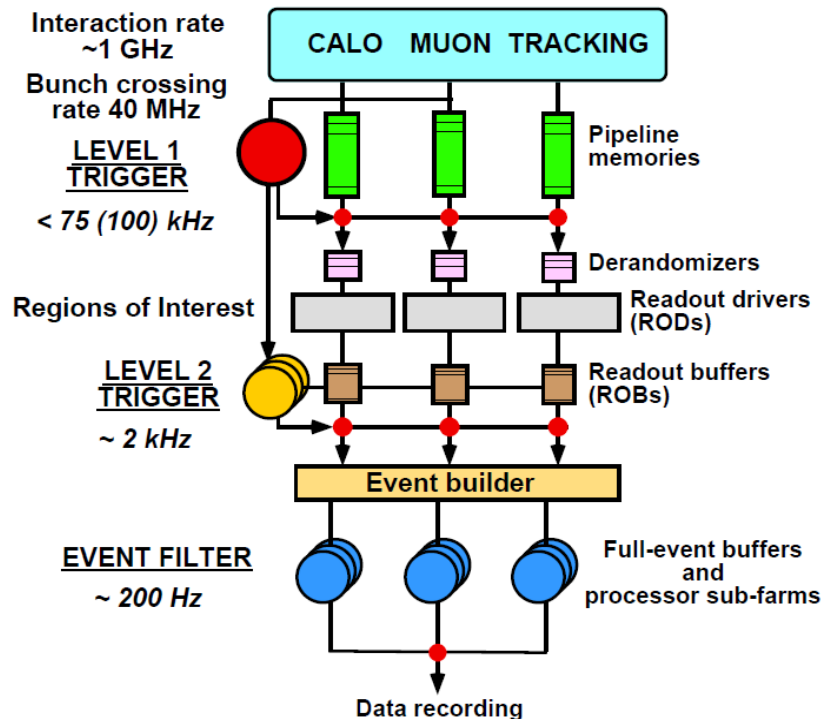 Interaction rate
~1 GHz
CALO MUON TRACKING
Bunch crossing
rate 40 MHz
LEVEL 1
TRIGGER
Pipeline
memories
< 75 (100) kHz
Derandomizers
Regions of Interest
Readout drivers
(RODs)
LEVEL 2
TRIGGER
Readout buffers
(ROBs)
~ 2 kHz
Event builder
EVENT FILTER
~ 200 Hz
Full-event buffers
and
processor sub-farms
Data recording